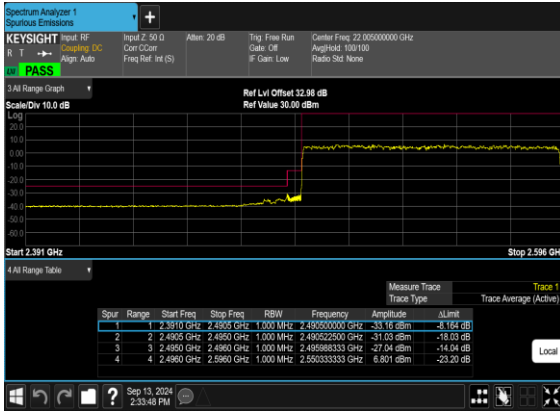 Spectrum Analyzer 1
Spurious Emissions
KEYSIGHT
R T
Input: RF
Coupling: DC
Align: Auto
Input Z: 50 Ω
Corr CCorr
Freq Ref: Int (S)
Atten: 20 dB
Trig: Free Run
Gate: Off
IF Gain: Low
Center Freq: 22.005000000 GHz
Avg|Hold: 100/100
Radio Std: None
PASS
3 All Range Graph
Scale/Div 10.0 dB
Ref Lvl Offset 32.98 dB
Ref Value 30.00 dBm
Log
20.0
10.0
0.00
-10.0
-20.0
-30.0
-40.0
-50.0
-60.0
Start 2.391 GHz
Stop 2.596 GH
4 All Range Table
Measure Trace Trace 1
Trace Type Trace Average (Active)
Spur Range Start Freq Stop Freq RBW Frequency Amplitude ΔLimit
1 1 2.3910 GHz 2.4905 GHz 1.000 MHz 2.490500000 GHz -33.16 dBm -8.164 dB
2 2 2.4905 GHz 2.4950 GHz 1.000 MHz 2.490522500 GHz -31.03 dBm -18.03 dB
3 3 2.4950 GHz 2.4960 GHz 1.000 MHz 2.495988333 GHz -27.04 dBm -14.04 dB
4 4 2.4960 GHz 2.5960 GHz 1.000 MHz 2.550333333 GHz 6.801 dBm -23.20 dB
Local
Sep 13, 2024
2:33:48 PM